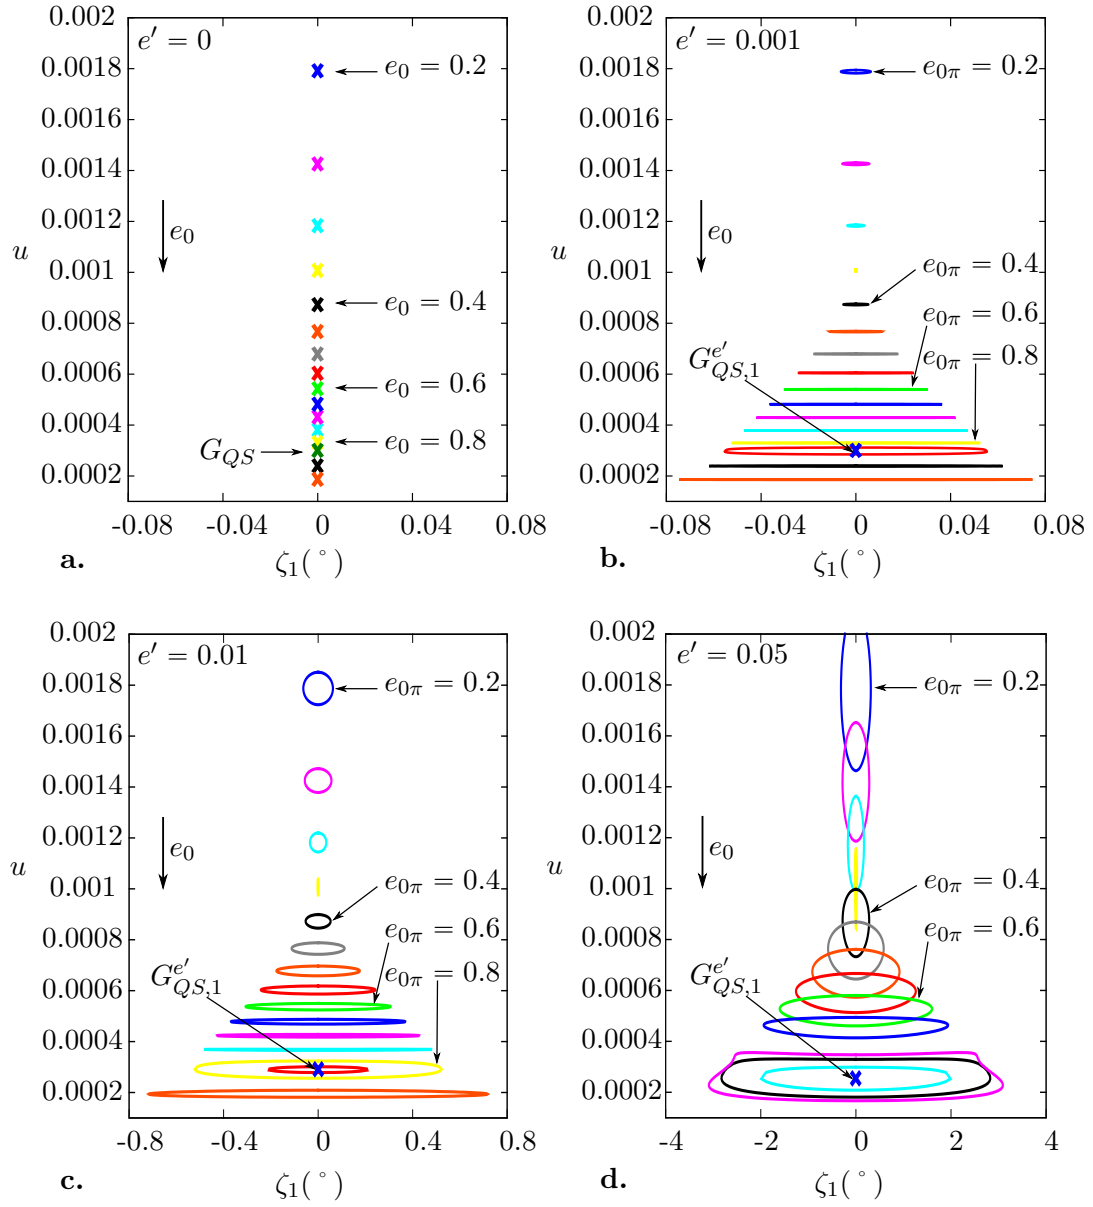 e′ = 0
0.002
0.0018
0.0016
0.0014
0.0012
0.001
0.0008
0.0006
0.0004
0.0002
u
e₀
e₀ = 0.2
e₀ = 0.4
e₀ = 0.6
e₀ = 0.8
G_QS
-0.08 -0.04 0 0.04 0.08
a.
ζ₁(°)
e′ = 0.001
0.002
0.0018
0.0016
0.0014
0.0012
0.001
0.0008
0.0006
0.0004
0.0002
u
e₀
e₀π = 0.2
e₀π = 0.4
e₀π = 0.6
e₀π = 0.8
G^e′_QS,1
-0.08 -0.04 0 0.04 0.08
b.
ζ₁(°)
e′ = 0.01
0.002
0.0018
0.0016
0.0014
0.0012
0.001
0.0008
0.0006
0.0004
0.0002
u
e₀
e₀π = 0.2
e₀π = 0.4
e₀π = 0.6
e₀π = 0.8
G^e′_QS,1
-0.8 -0.4 0 0.4 0.8
c.
ζ₁(°)
e′ = 0.05
0.002
0.0018
0.0016
0.0014
0.0012
0.001
0.0008
0.0006
0.0004
0.0002
u
e₀
e₀π = 0.2
e₀π = 0.4
e₀π = 0.6
G^e′_QS,1
-4 -2 0 2 4
d.
ζ₁(°)